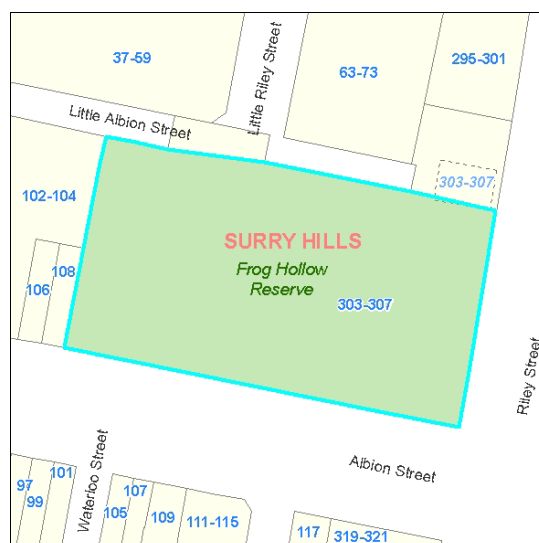 37-59
63-73
295-301
Little Riley Street
Little Albion Street
303-307
102-104
SURRY HILLS
Frog Hollow
Reserve
108
106
303-307
Riley Street
Albion Street
Waterloo Street
97
99
101
105
107
109
111-115
117
319-321